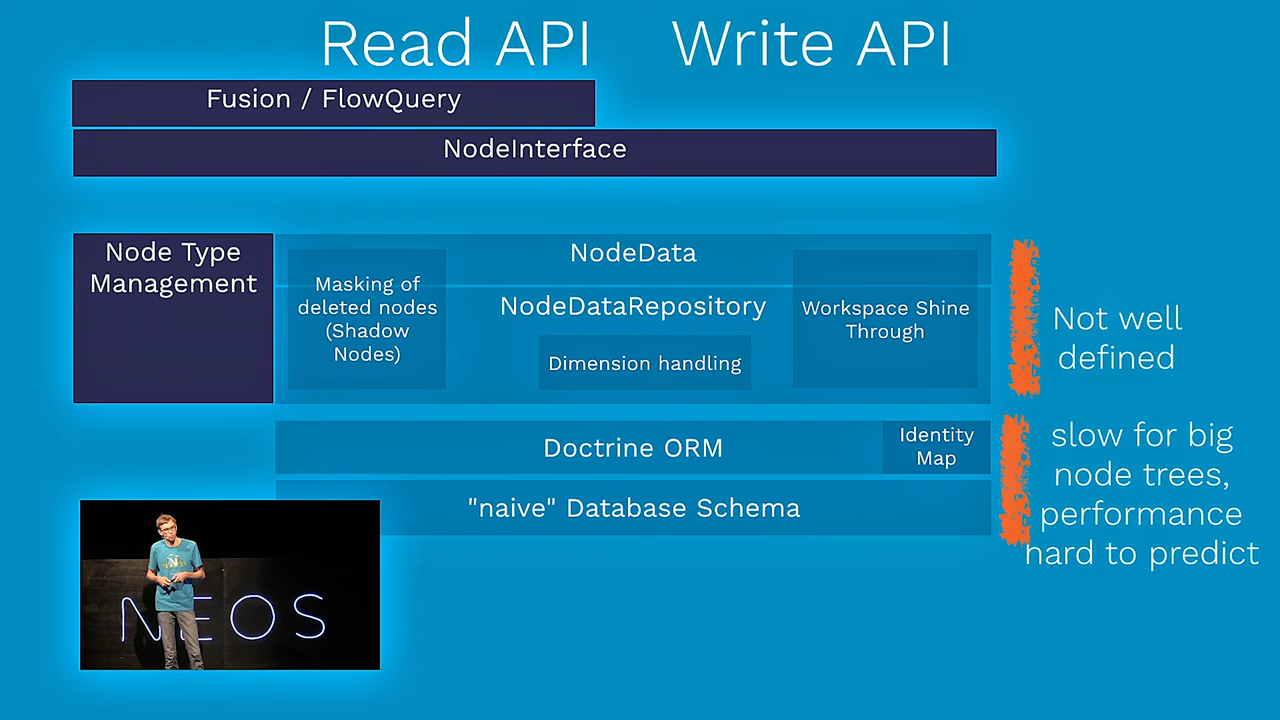 Read API Write API
Fusion / FlowQuery
NodeInterface
Node Type
Management
Masking of
deleted nodes
(Shadow
Nodes)
NodeData
NodeDataRepository
Dimension handling
Workspace Shine
Through
Not well
defined
Doctrine ORM
Identity
Map
"naive" Database Schema
slow for big
node trees,
performance
hard to predict
NEOS